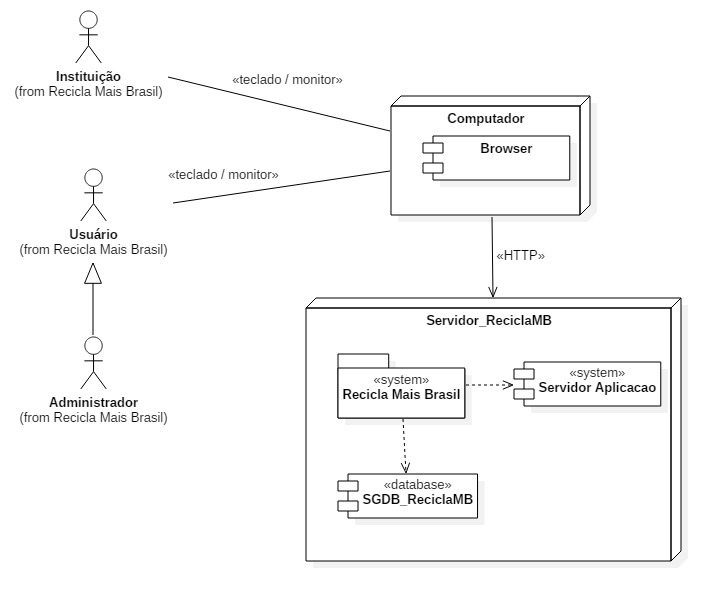 Instituição
(from Recicla Mais Brasil)
«teclado / monitor»
Computador
Browser
«teclado / monitor»
Usuário
(from Recicla Mais Brasil)
«HTTP»
Servidor_ReciclaMB
«system»
Recicla Mais Brasil
«system»
Servidor Aplicacao
Administrador
(from Recicla Mais Brasil)
«database»
SGDB_ReciclaMB